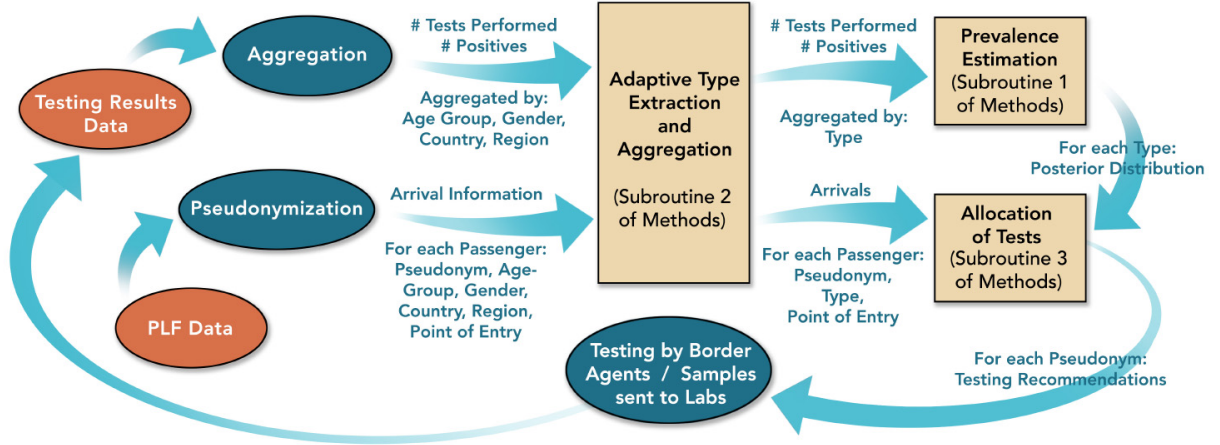 Aggregation
Testing Results
Data
# Tests Performed
# Positives
Aggregated by:
Age Group, Gender,
Country, Region
Adaptive Type
Extraction
and
Aggregation
(Subroutine 2
of Methods)
# Tests Performed
# Positives
Aggregated by:
Type
Prevalence
Estimation
(Subroutine 1
of Methods)
For each Type:
Posterior Distribution
Pseudonymization
PLF Data
Arrival Information
For each Passenger:
Pseudonym, Age-
Group, Gender,
Country, Region,
Point of Entry
Arrivals
For each Passenger:
Pseudonym,
Type,
Point of Entry
Allocation
of Tests
(Subroutine 3
of Methods)
For each Pseudonym:
Testing Recommendations
Testing by Border
Agents / Samples
sent to Labs